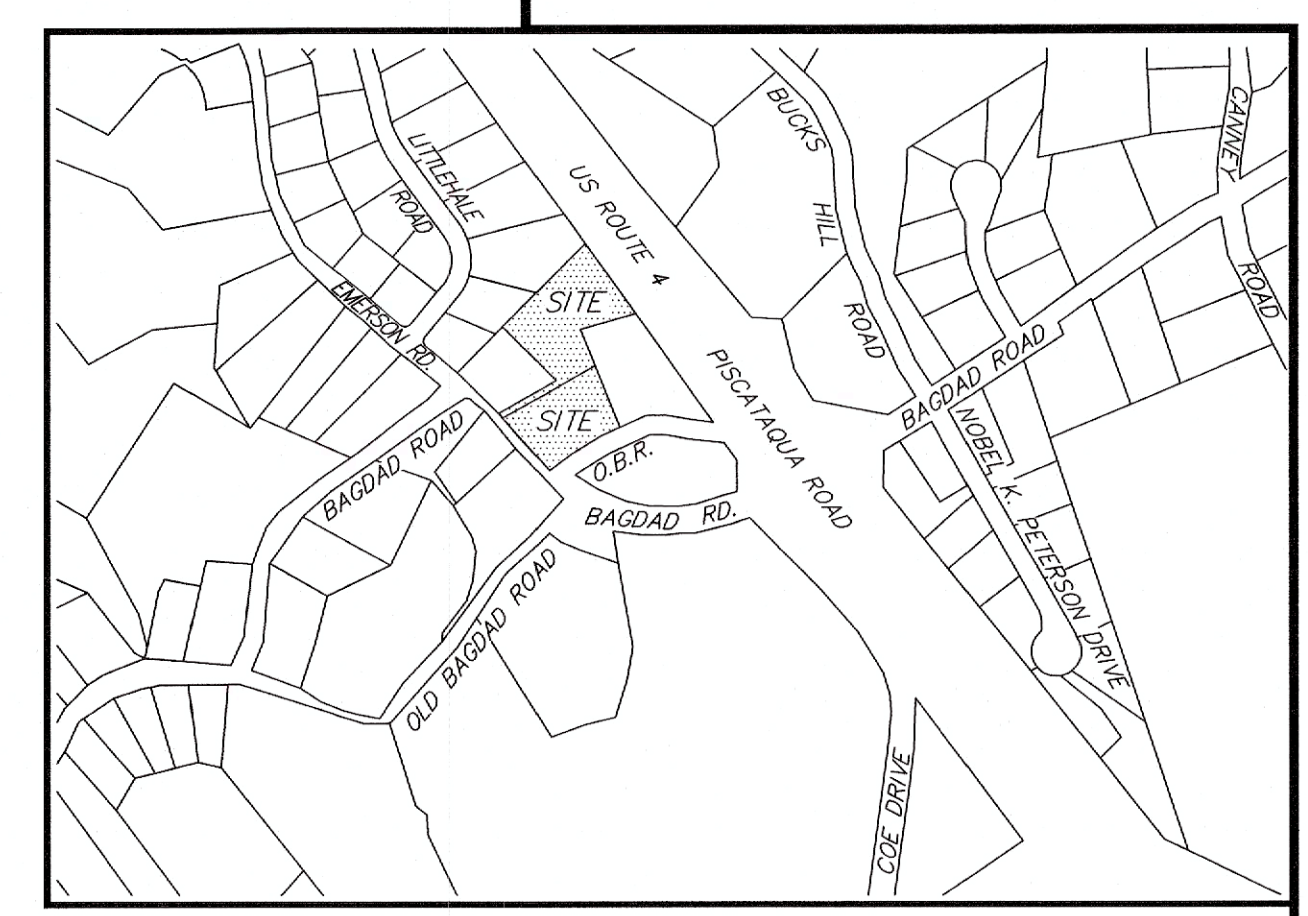 BUCKS HILL ROAD
CANNEY ROAD
LITTLEHALE ROAD
US ROUTE 4
SITE
EMERSON RD.
PISCATAQUA ROAD
BAGDAD ROAD
SITE
BAGDAD ROAD
O.B.R.
NOBEL K. PETERSON DRIVE
BAGDAD RD.
OLD BAGDAD ROAD
COE DRIVE